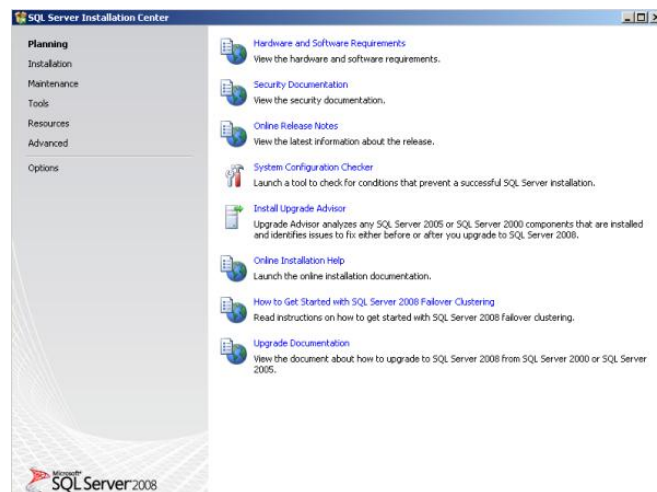 SQL Server Installation Center
Planning
Installation
Maintenance
Tools
Resources
Advanced
Options
Hardware and Software Requirements
View the hardware and software requirements.
Security Documentation
View the security documentation.
Online Release Notes
View the latest information about the release.
System Configuration Checker
Launch a tool to check for conditions that prevent a successful SQL Server installation.
Install Upgrade Advisor
Upgrade Advisor analyzes any SQL Server 2005 or SQL Server 2000 components that are installed
and identifies issues to fix either before or after you upgrade to SQL Server 2008.
Online Installation Help
Launch the online installation documentation.
How to Get Started with SQL Server 2008 Failover Clustering
Read instructions on how to get started with SQL Server 2008 failover clustering.
Upgrade Documentation
View the document about how to upgrade to SQL Server 2008 from SQL Server 2000 or SQL Server
2005.
Microsoft
SQL Server 2008